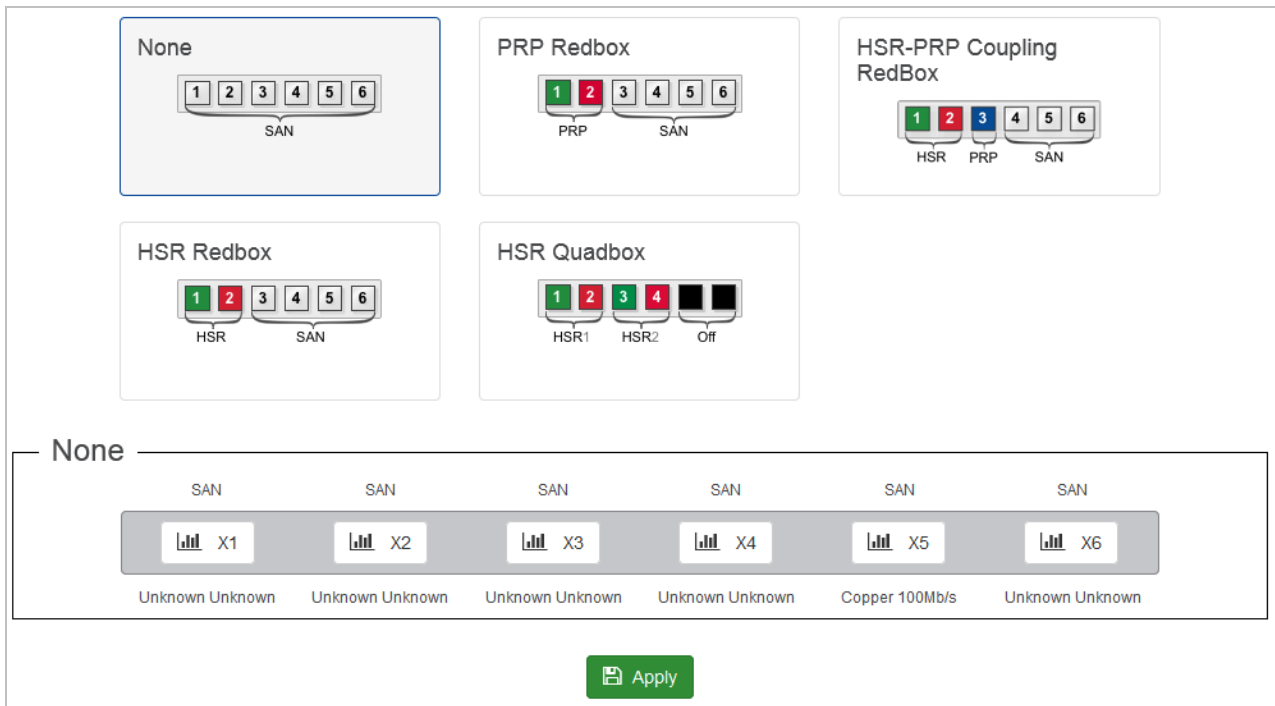 None
1 2 3 4 5 6
SAN
PRP Redbox
1 2 3 4 5 6
PRP SAN
HSR-PRP Coupling
RedBox
1 2 3 4 5 6
HSR PRP SAN
HSR Redbox
1 2 3 4 5 6
HSR SAN
HSR Quadbox
1 2 3 4
HSR1 HSR2 Off
None
SAN SAN SAN SAN SAN SAN
X1 X2 X3 X4 X5 X6
Unknown Unknown Unknown Unknown Unknown Unknown Unknown Unknown Copper 100Mb/s Unknown Unknown
Apply